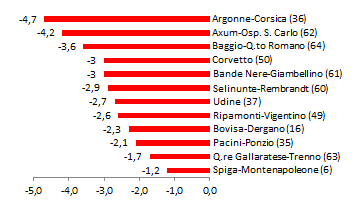 -4,7 Argonne-Corsica (36)
-4,2 Axum-Osp. S. Carlo (62)
-3,6 Baggio-Q.to Romano (64)
-3 Corvetto (50)
-3 Bande Nere-Giambellino (61)
-2,9 Selinunte-Rembrandt (60)
-2,7 Udine (37)
-2,6 Ripamonti-Vigentino (49)
-2,3 Bovisa-Dergano (16)
-2,1 Pacini-Ponzio (35)
-1,7 Q.re Gallaratese-Trenno (63)
-1,2 Spiga-Montenapoleone (6)
-5,0 -4,0 -3,0 -2,0 -1,0 0,0